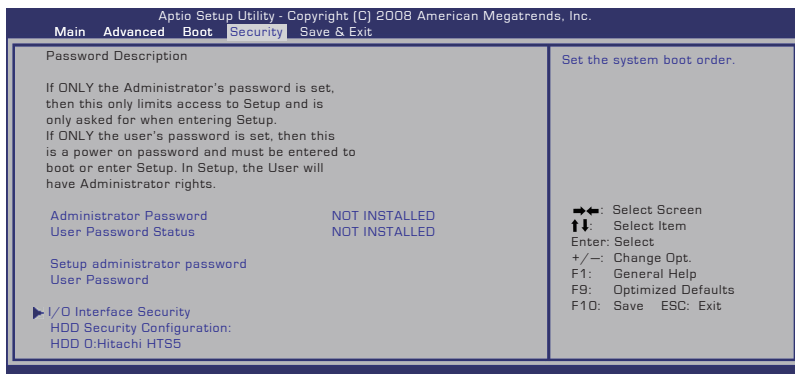 Aptio Setup Utility - Copyright (C) 2008 American Megatrends, Inc.
Main Advanced Boot Security Save & Exit
Password Description
If ONLY the Administrator's password is set,
then this only limits access to Setup and is
only asked for when entering Setup.
If ONLY the user's password is set, then this
is a power on password and must be entered to
boot or enter Setup. In Setup, the User will
have Administrator rights.
Administrator Password NOT INSTALLED
User Password Status NOT INSTALLED
Setup administrator password
User Password
I/O Interface Security
HDD Security Configuration:
HDD 0:Hitachi HTS5
Set the system boot order.
→←: Select Screen
↑↓: Select Item
Enter: Select
+/—: Change Opt.
F1: General Help
F9: Optimized Defaults
F10: Save ESC: Exit